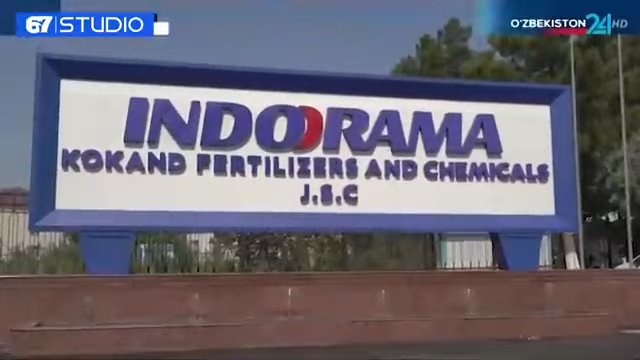 67 STUDIO
O'ZBEKISTON 24 HD
INDORAMA
KOKAND FERTILIZERS AND CHEMICALS
J.S.C